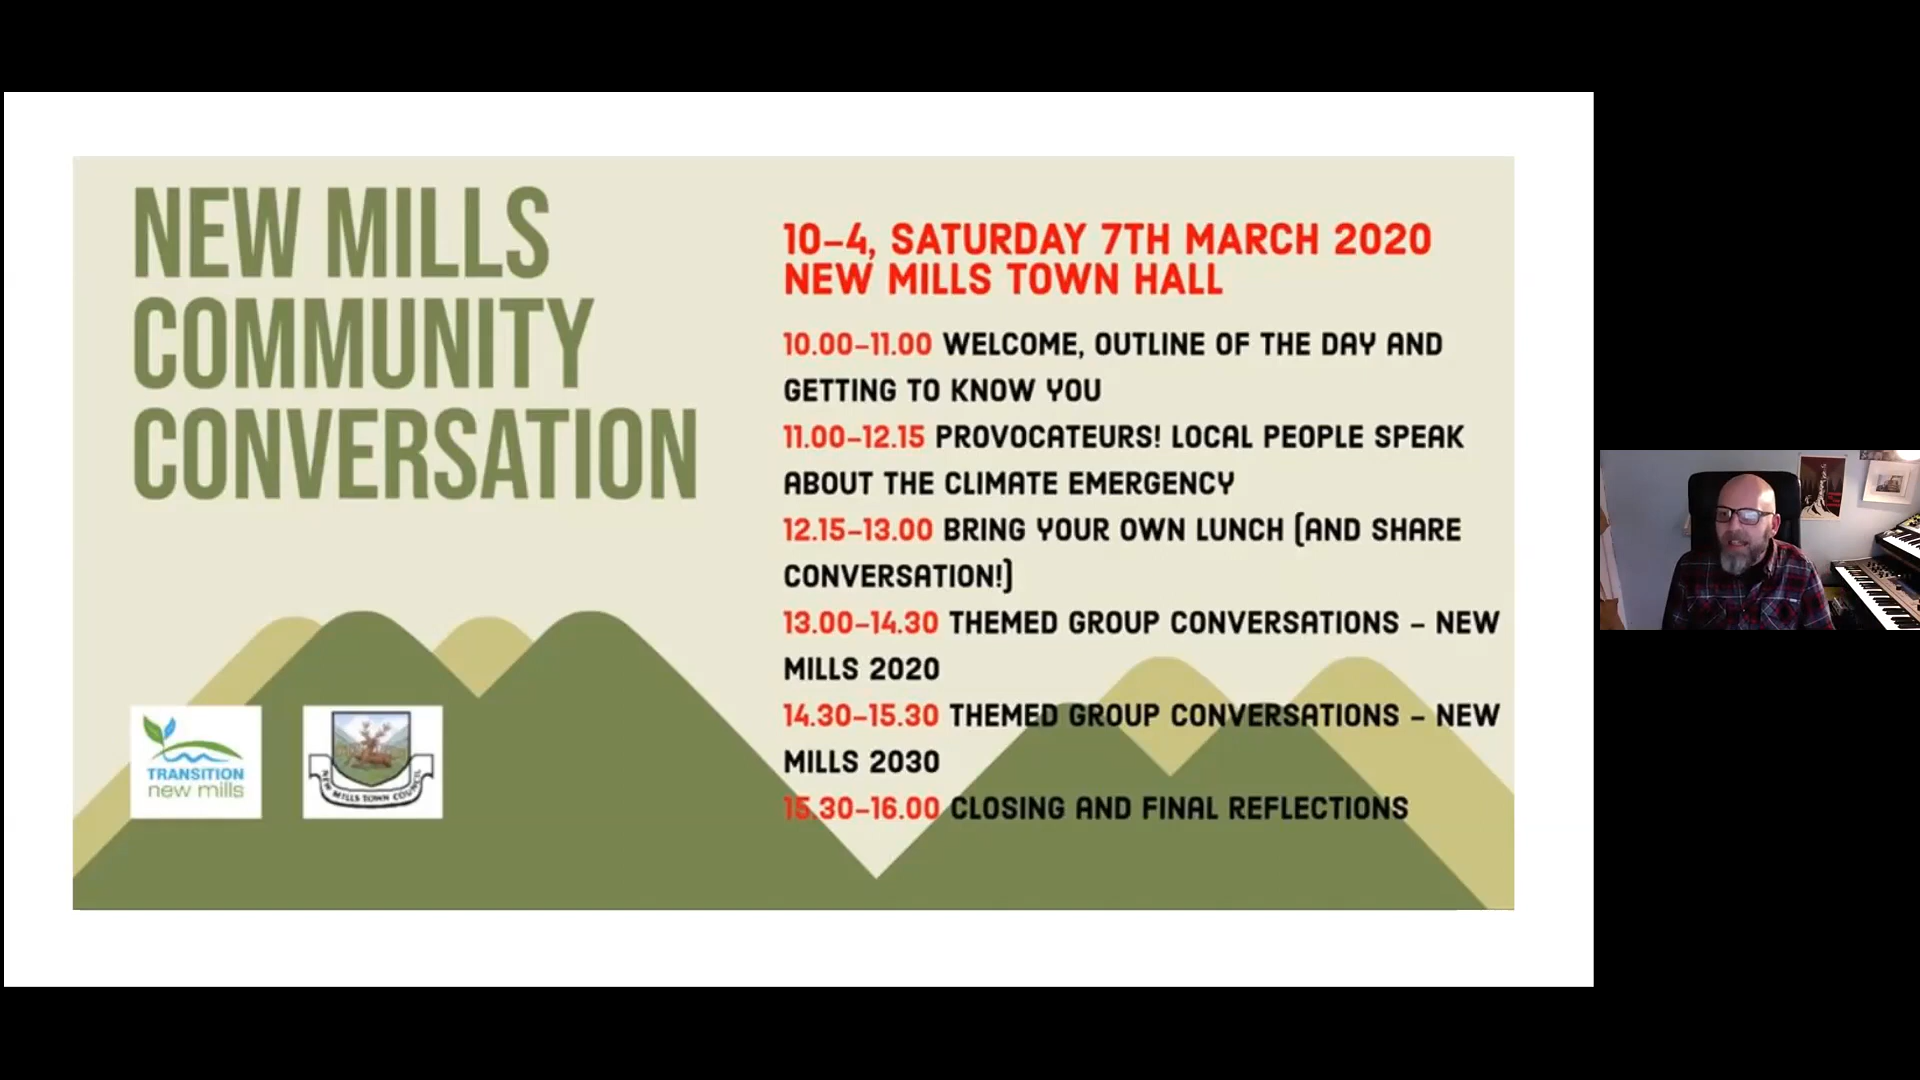 NEW MILLS
COMMUNITY
CONVERSATION
10–4, SATURDAY 7TH MARCH 2020
NEW MILLS TOWN HALL
10.00–11.00 WELCOME, OUTLINE OF THE DAY AND
GETTING TO KNOW YOU
11.00–12.15 PROVOCATEURS! LOCAL PEOPLE SPEAK
ABOUT THE CLIMATE EMERGENCY
12.15–13.00 BRING YOUR OWN LUNCH (AND SHARE
CONVERSATION!)
13.00–14.30 THEMED GROUP CONVERSATIONS – NEW
MILLS 2020
14.30–15.30 THEMED GROUP CONVERSATIONS – NEW
MILLS 2030
15.30–16.00 CLOSING AND FINAL REFLECTIONS
TRANSITION
new mills
NEW MILLS TOWN COUNCIL